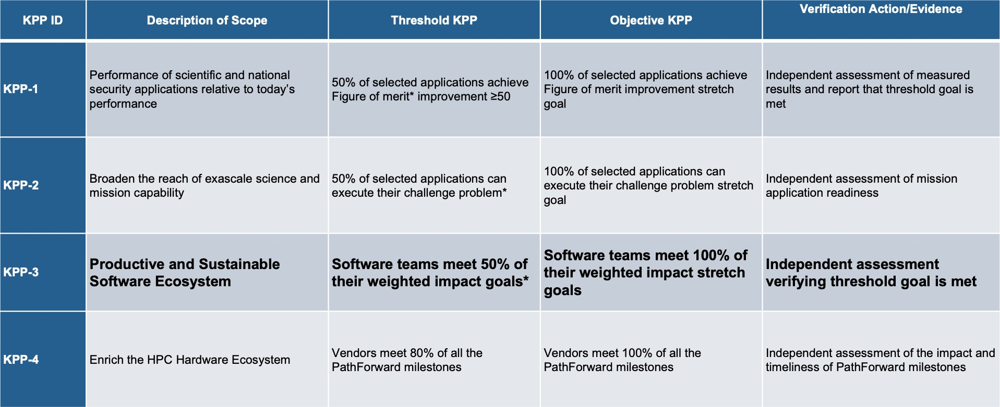 KPP ID
Description of Scope
Threshold KPP
Objective KPP
Verification Action/Evidence
KPP-1
Performance of scientific and national
security applications relative to today’s
performance
50% of selected applications achieve
Figure of merit* improvement ≥50
100% of selected applications achieve
Figure of merit improvement stretch
goal
Independent assessment of measured
results and report that threshold goal is
met
KPP-2
Broaden the reach of exascale science and
mission capability
50% of selected applications can
execute their challenge problem*
100% of selected applications can
execute their challenge problem stretch
goal
Independent assessment of mission
application readiness
KPP-3
Productive and Sustainable
Software Ecosystem
Software teams meet 50% of
their weighted impact goals*
Software teams meet 100% of
their weighted impact stretch
goals
Independent assessment
verifying threshold goal is met
KPP-4
Enrich the HPC Hardware Ecosystem
Vendors meet 80% of all the
PathForward milestones
Vendors meet 100% of all the
PathForward milestones
Independent assessment of the impact and
timeliness of PathForward milestones